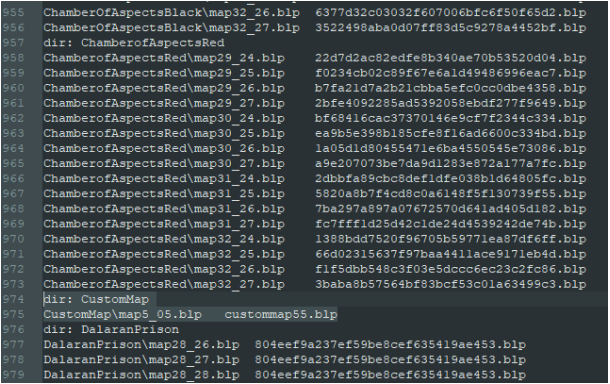 955 ChamberOfAspectsBlack\map32_26.blp 6377d32c03032f607006bfc6f50f65d2.blp
956 ChamberOfAspectsBlack\map32_27.blp 3522498aba0d07ff83d5c9278a4452bf.blp
957 dir: ChamberofAspectsRed
958 ChamberofAspectsRed\map29_24.blp 22d7d2ac82edfe8b340ae70b53520d04.blp
959 ChamberofAspectsRed\map29_25.blp f0234cb02c89f67e6a1d49486996eac7.blp
960 ChamberofAspectsRed\map29_26.blp b7fa21d7a2b21cbba5efc0cc0dbe4358.blp
961 ChamberofAspectsRed\map29_27.blp 2bfe4092285ad5392058ebdf277f9649.blp
962 ChamberofAspectsRed\map30_24.blp bf68416cac37370146e9cf7f2344c334.blp
963 ChamberofAspectsRed\map30_25.blp ea9b5e398b185cfe8f16ad6600c334bd.blp
964 ChamberofAspectsRed\map30_26.blp 1a05d1d80455471e6ba4550545e73086.blp
965 ChamberofAspectsRed\map30_27.blp a9e207073be7da9d1283e872a177a7fc.blp
966 ChamberofAspectsRed\map31_24.blp 2dbbfa89cbc8def1dfe038b1d64805fc.blp
967 ChamberofAspectsRed\map31_25.blp 5820a8b7f4cd8c0a6148f5f130739f55.blp
968 ChamberofAspectsRed\map31_26.blp 7ba297a897a07672570d641ad405d182.blp
969 ChamberofAspectsRed\map31_27.blp fc7fff1d25d42c1de24d4539242de74b.blp
970 ChamberofAspectsRed\map32_24.blp 1388bdd7520f96705b59771ea87df6ff.blp
971 ChamberofAspectsRed\map32_25.blp 66d02315637f97baa4411ace9171eb4d.blp
972 ChamberofAspectsRed\map32_26.blp f1f5dbb548c3f03e5dccc6ec23c2fc86.blp
973 ChamberofAspectsRed\map32_27.blp 3baba8b57564bf83bcf53c01a63499c3.blp
974 dir: CustomMap
975 CustomMap\map5_05.blp custommap55.blp
976 dir: DalaranPrison
977 DalaranPrison\map28_26.blp 804eef9a237ef59be8cef635419ae453.blp
978 DalaranPrison\map28_27.blp 804eef9a237ef59be8cef635419ae453.blp
979 DalaranPrison\map28_28.blp 804eef9a237ef59be8cef635419ae453.blp